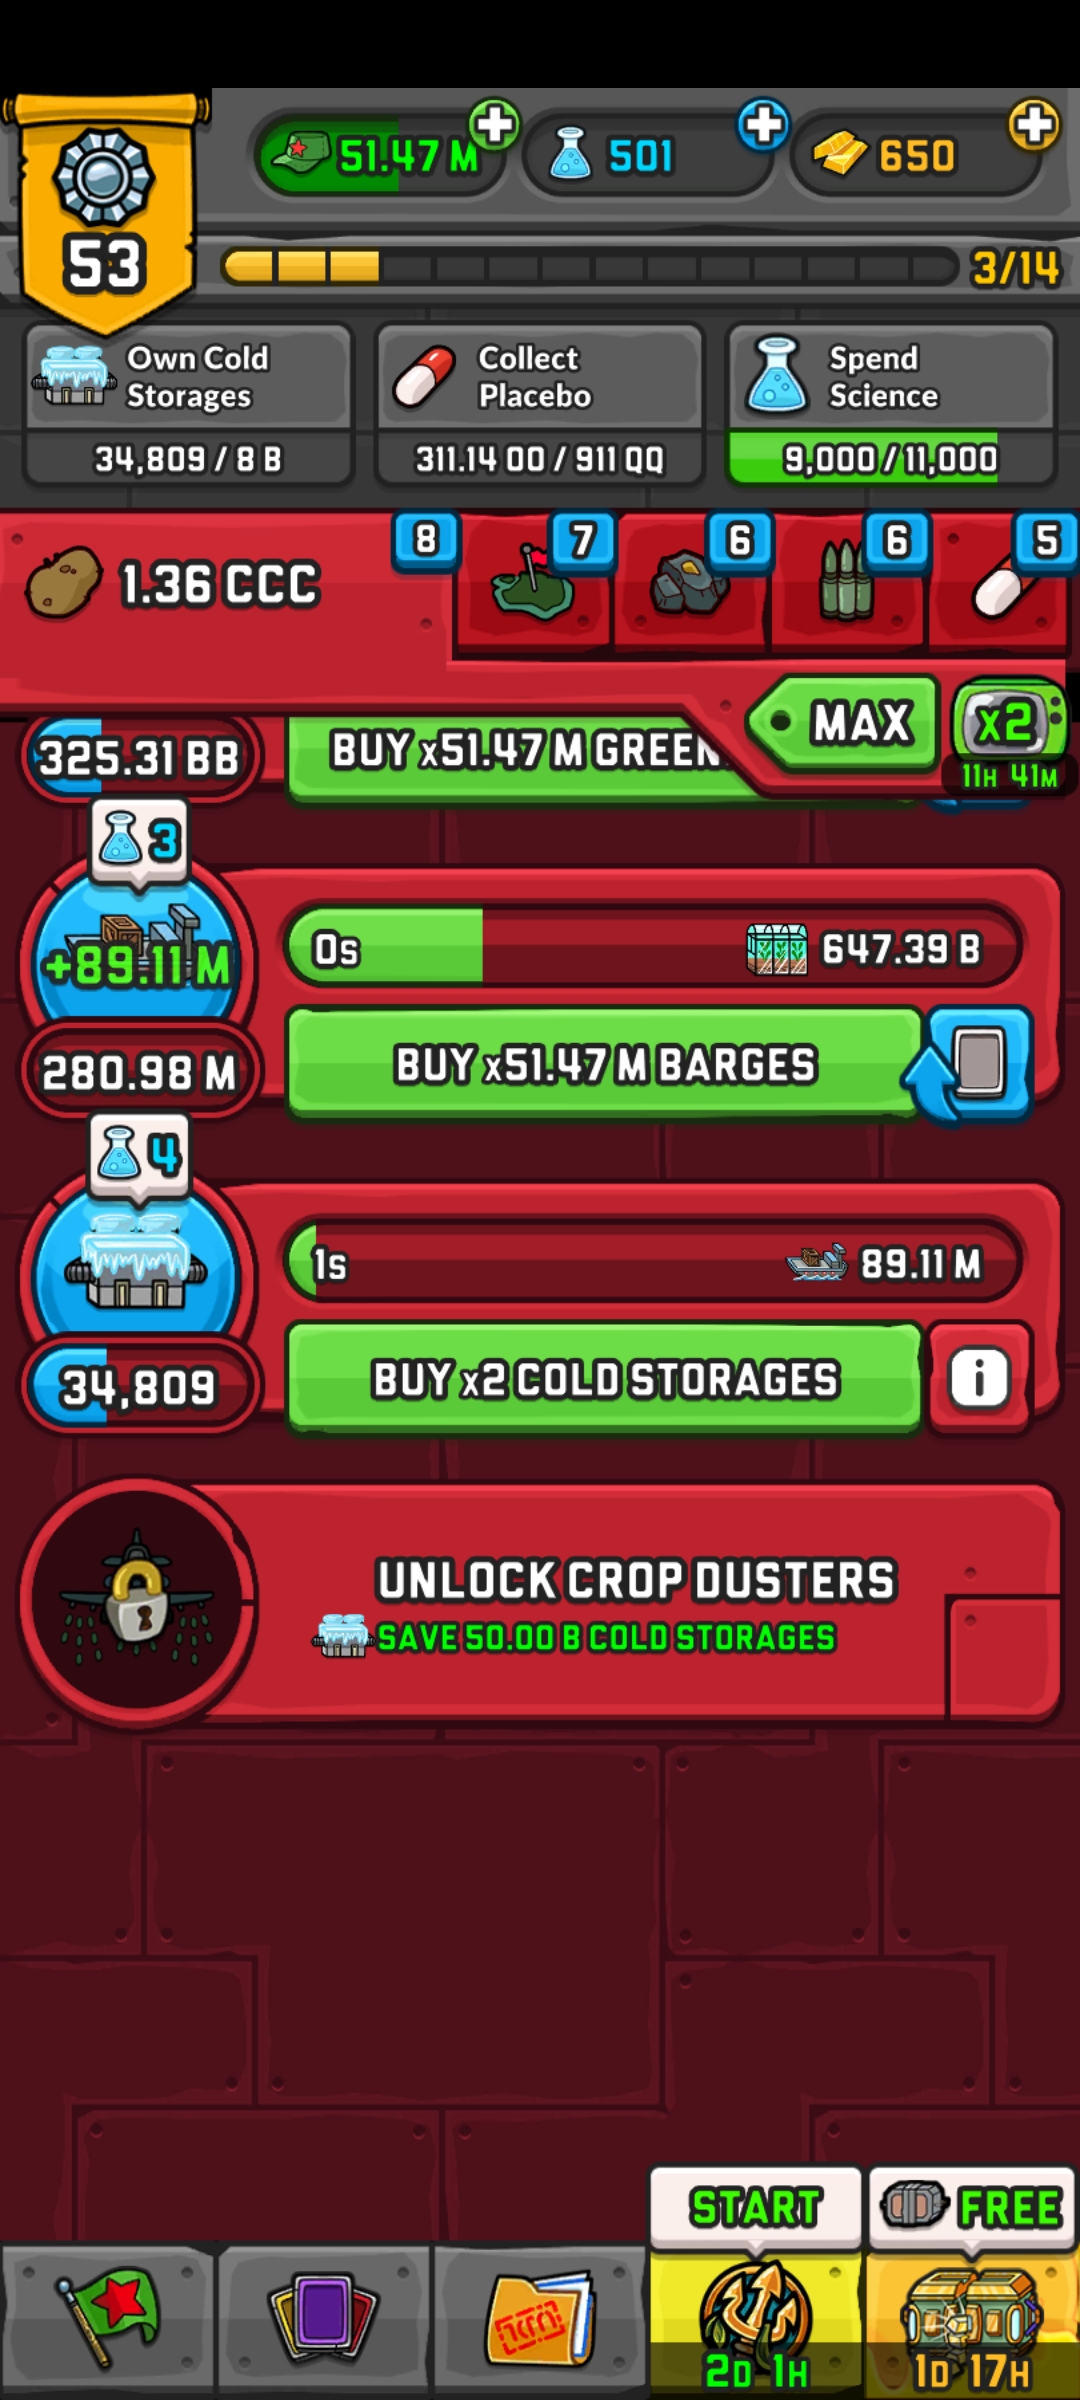 51.47 M
501
650
53
3/14
Own Cold
Storages
34,809 / 8 B
Collect
Placebo
311.14 OO / 911 QQ
Spend
Science
9,000 / 11,000
1.36 CCC
8
7
6
6
5
MAX
x2
11H 41M
325.31 BB
BUY x51.47 M GREEN
3
+89.11 M
280.98 M
0s
647.39 B
BUY x51.47 M BARGES
4
34,809
1s
89.11 M
BUY x2 COLD STORAGES
i
UNLOCK CROP DUSTERS
SAVE 50.00 B COLD STORAGES
START
FREE
2D 1H
1D 17H